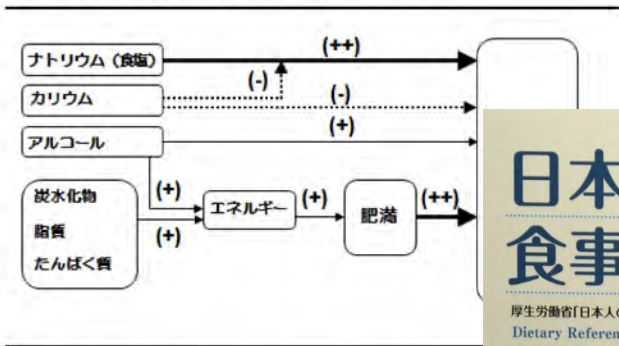 ナトリウム（食塩）
(++)
(-)
カリウム
(-)
アルコール
(+)
炭水化物
脂質
たんぱく質
(+)
(+)
エネルギー
(+)
肥満
(++)
日本
食事
厚生労働省「日本人の
Dietary Referen